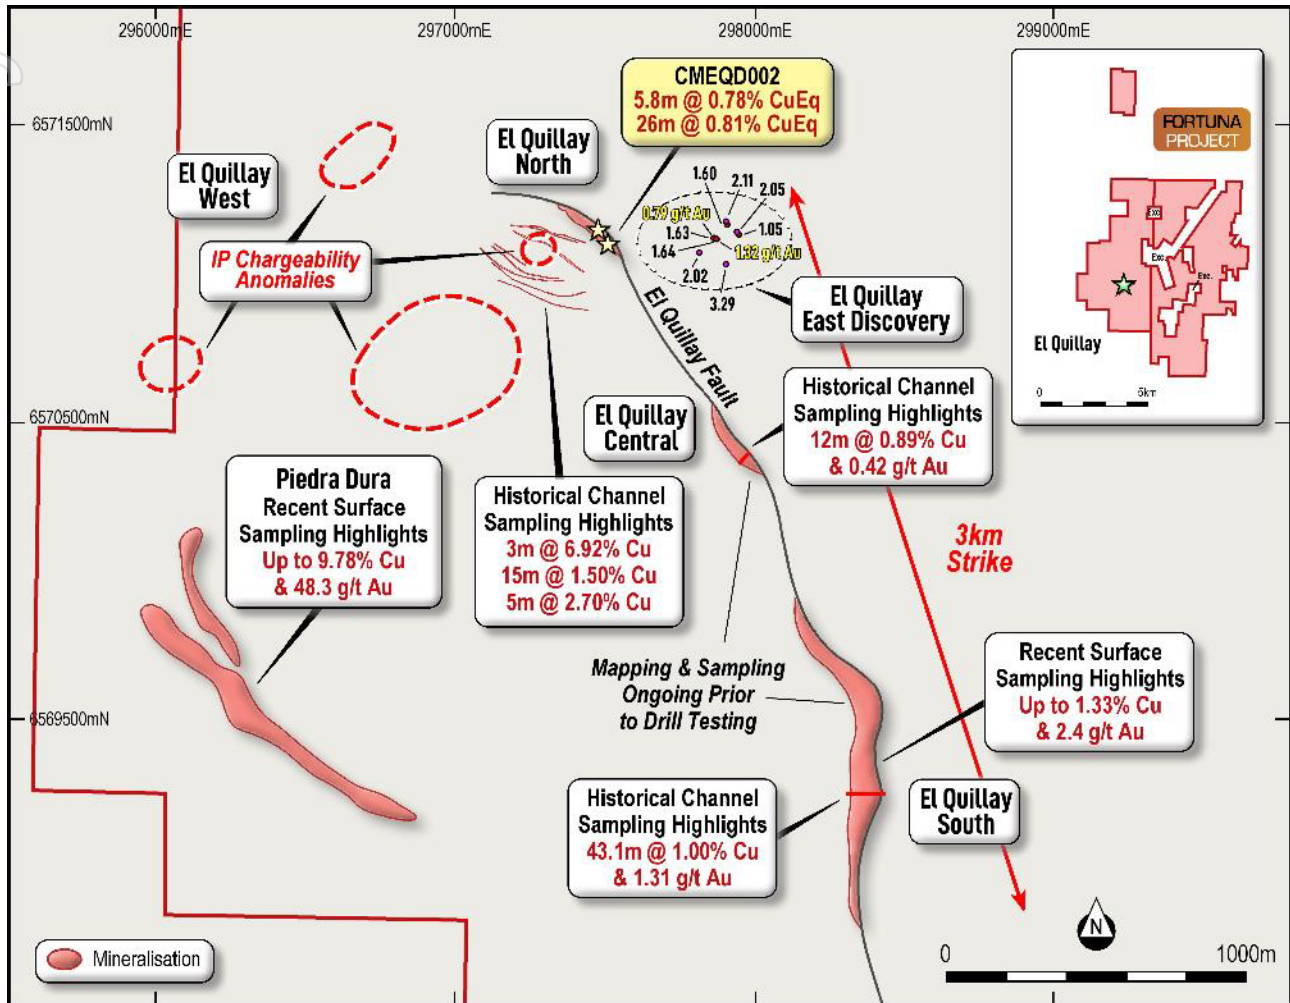 296000mE
297000mE
298000mE
299000mE
6571500mN
6570500mN
6569500mN
CMEQD002
5.8m @ 0.78% CuEq
26m @ 0.81% CuEq
El Quillay
North
El Quillay
West
IP Chargeability
Anomalies
1.60
2.11
2.05
0.79 g/t Au
1.63
1.05
1.64
1.32 g/t Au
2.02
3.29
El Quillay
East Discovery
El Quillay Fault
FORTUNA
PROJECT
Exc.
Exc.
Exc.
El Quillay
0
5km
Historical Channel
Sampling Highlights
12m @ 0.89% Cu
& 0.42 g/t Au
El Quillay
Central
Piedra Dura
Recent Surface
Sampling Highlights
Up to 9.78% Cu
& 48.3 g/t Au
Historical Channel
Sampling Highlights
3m @ 6.92% Cu
15m @ 1.50% Cu
5m @ 2.70% Cu
3km
Strike
Mapping & Sampling
Ongoing Prior
to Drill Testing
Recent Surface
Sampling Highlights
Up to 1.33% Cu
& 2.4 g/t Au
Historical Channel
Sampling Highlights
43.1m @ 1.00% Cu
& 1.31 g/t Au
El Quillay
South
Mineralisation
N
0
1000m